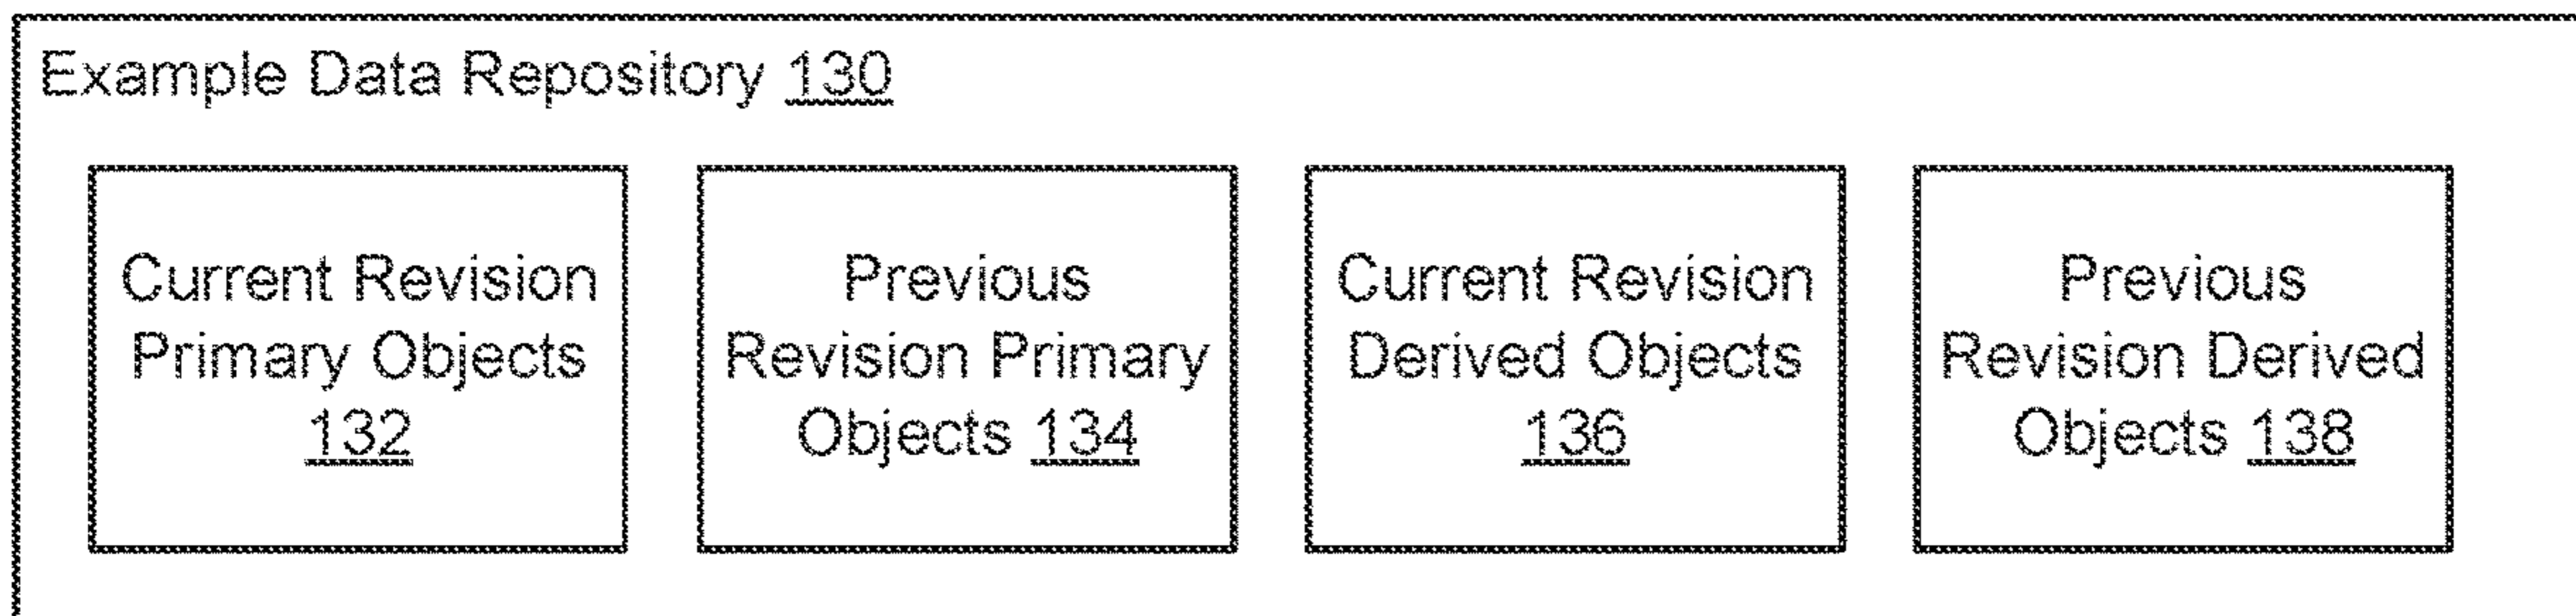 Example Data Repository 130
Current Revision
Primary Objects
132
Previous
Revision Primary
Objects 134
Current Revision
Derived Objects
136
Previous
Revision Derived
Objects 138